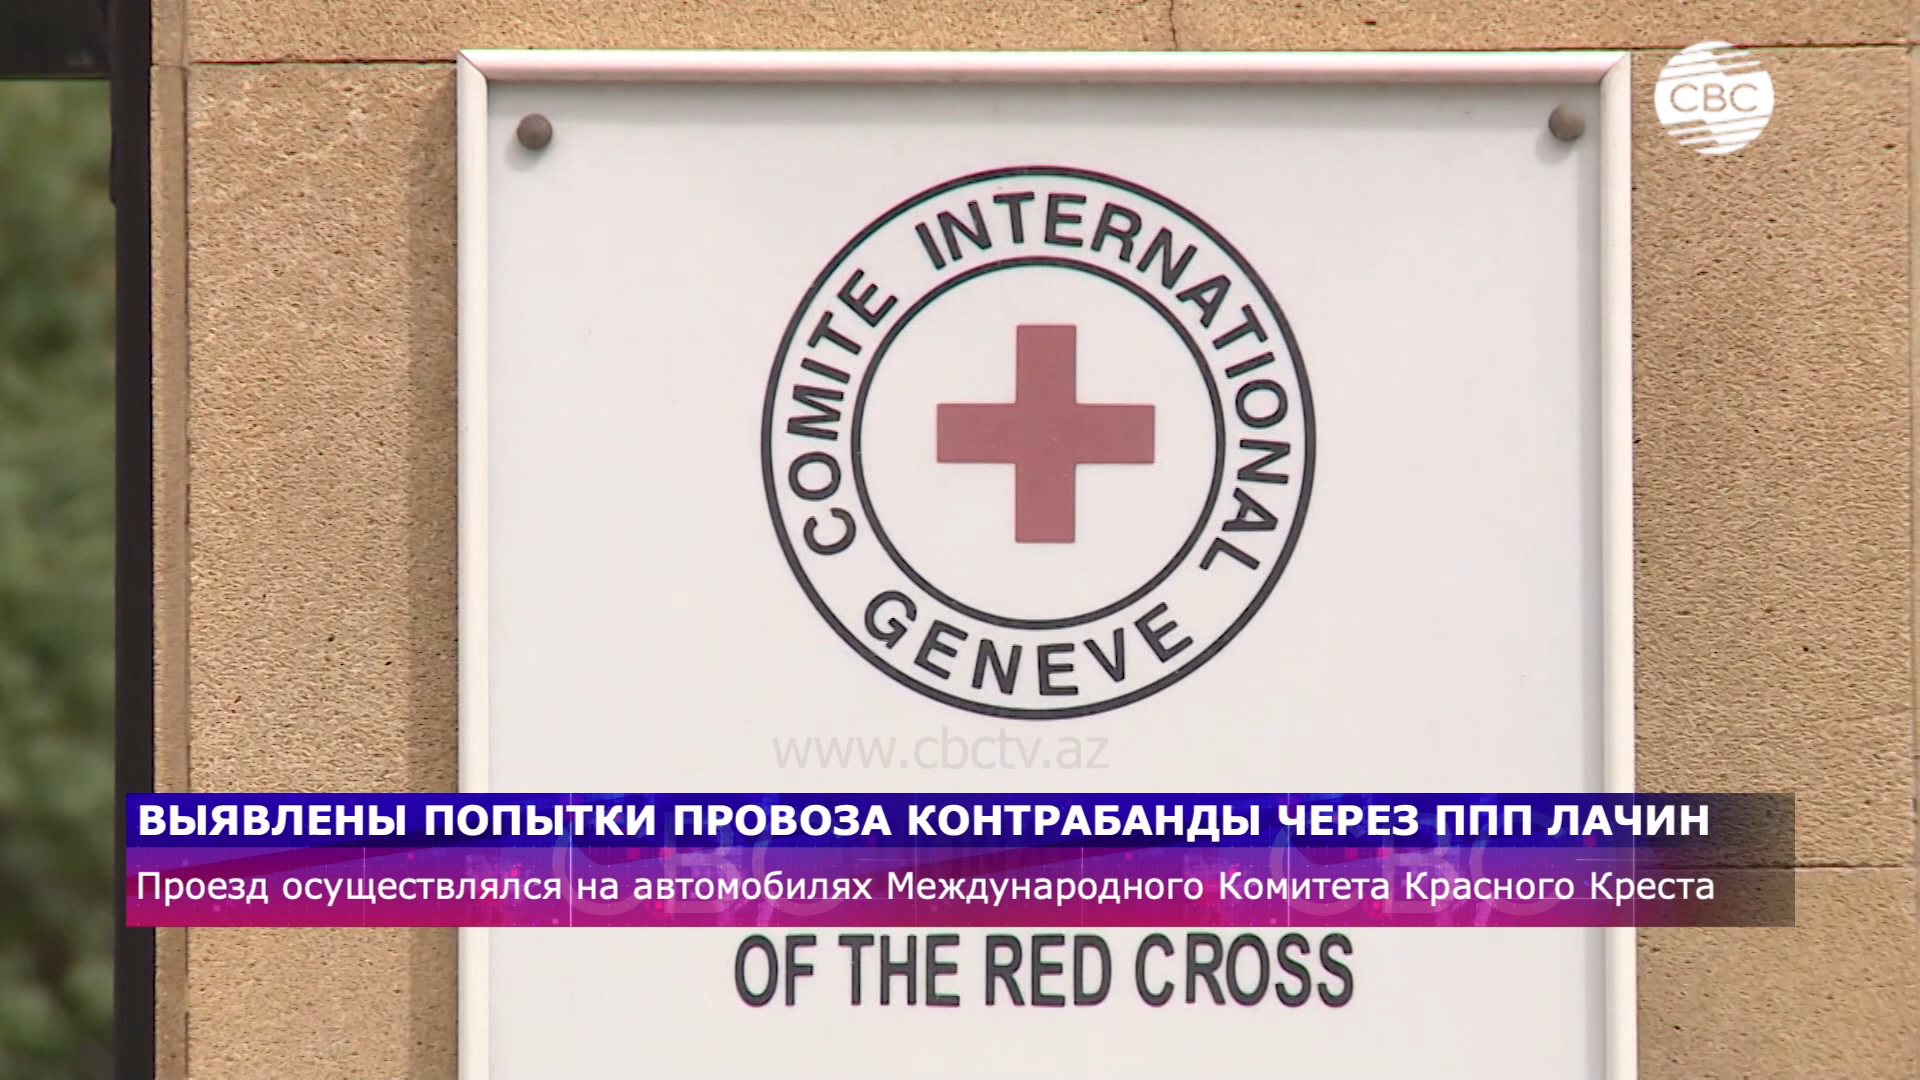 CBC
COMITE INTERNATIONAL
GENEVE
www.cbctv.az
ВЫЯВЛЕНЫ ПОПЫТКИ ПРОВОЗА КОНТРАБАНДЫ ЧЕРЕЗ ППП ЛАЧИН
Проезд осуществлялся на автомобилях Международного Комитета Красного Креста
OF THE RED CROSS